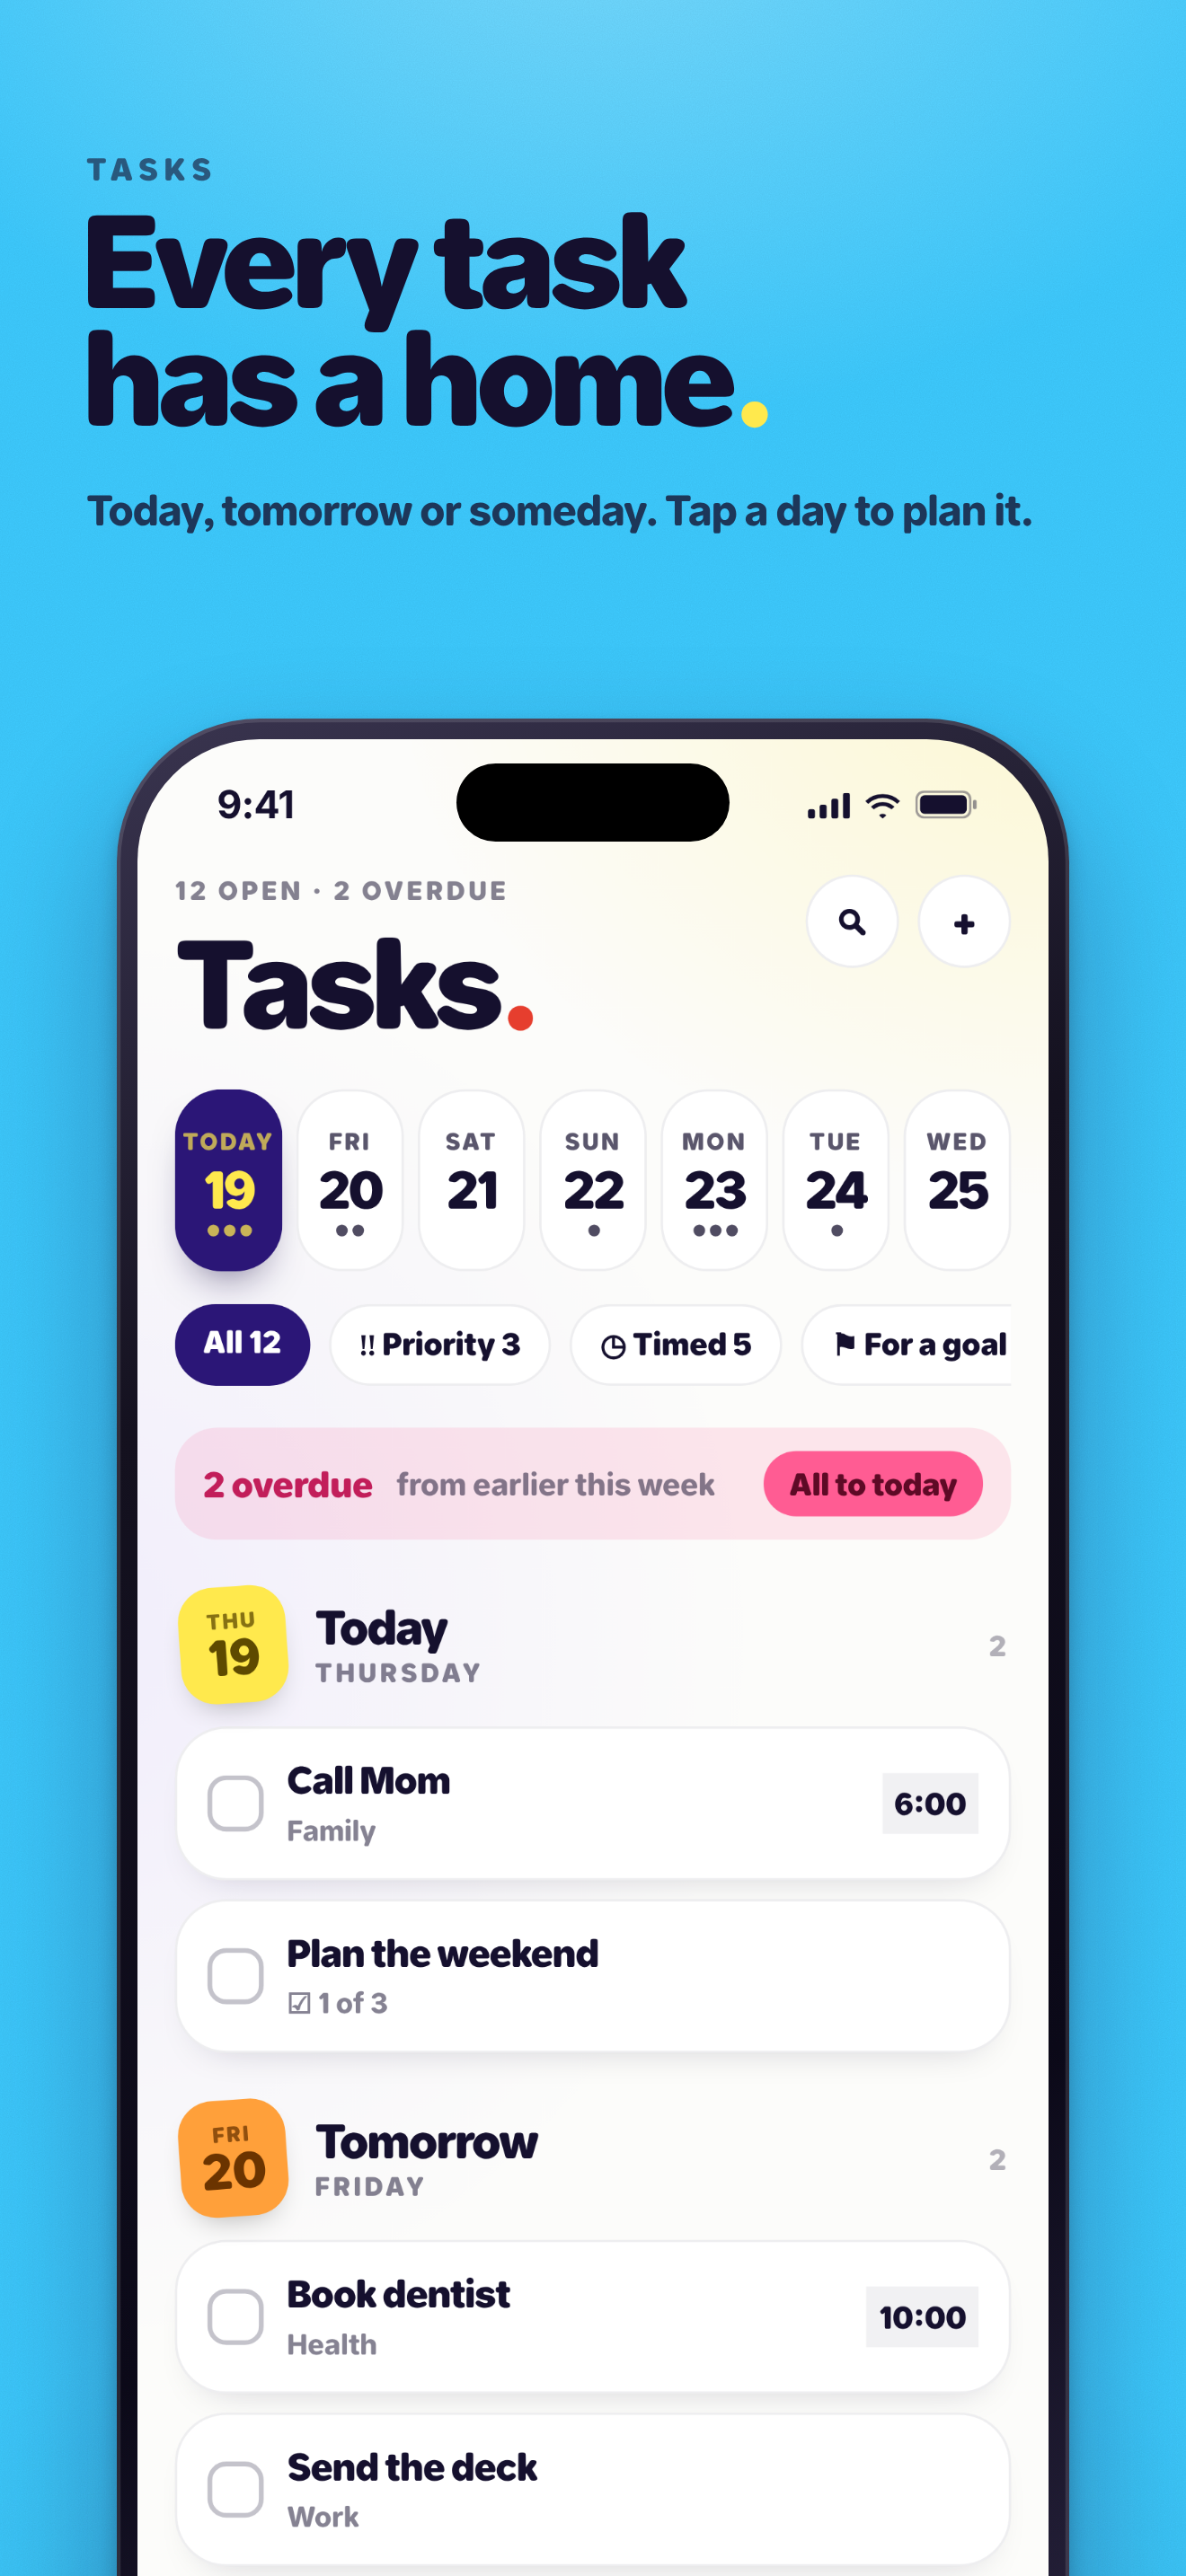 TASKS
Every task
has a home.
Today, tomorrow or someday. Tap a day to plan it.
9:41
12 OPEN · 2 OVERDUE
Tasks.
TODAY FRI SAT SUN MON TUE WED
19 20 21 22 23 24 25
All 12 ‼ Priority 3 ◷ Timed 5 ⚑ For a goal
2 overdue from earlier this week All to today
THU
19
Today
THURSDAY
2
Call Mom
Family
6:00
Plan the weekend
☑ 1 of 3
FRI
20
Tomorrow
FRIDAY
2
Book dentist
Health
10:00
Send the deck
Work